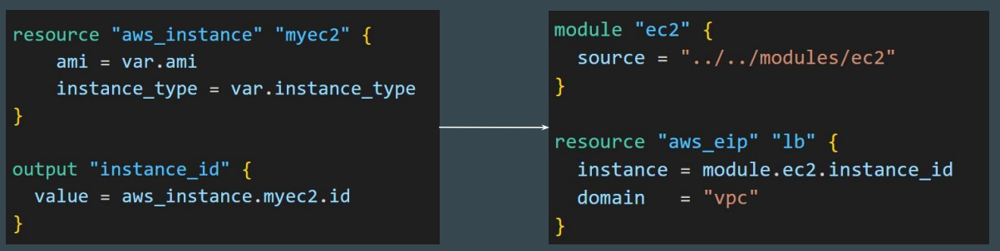 resource "aws_instance" "myec2" {
    ami = var.ami
    instance_type = var.instance_type
}

output "instance_id" {
  value = aws_instance.myec2.id
}

module "ec2" {
  source = "../../modules/ec2"
}

resource "aws_eip" "lb" {
  instance = module.ec2.instance_id
  domain   = "vpc"
}